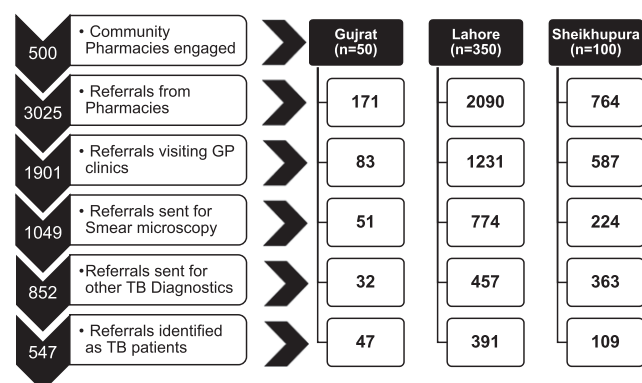 500
• Community
Pharmacies engaged
Gujrat
(n=50)
Lahore
(n=350)
Sheikhupura
(n=100)
3025
• Referrals from
Pharmacies
171
2090
764
1901
• Referrals visiting GP
clinics
83
1231
587
1049
• Referrals sent for
Smear microscopy
51
774
224
852
•Referrals sent for
other TB Diagnostics
32
457
363
547
• Referrals identified
as TB patients
47
391
109